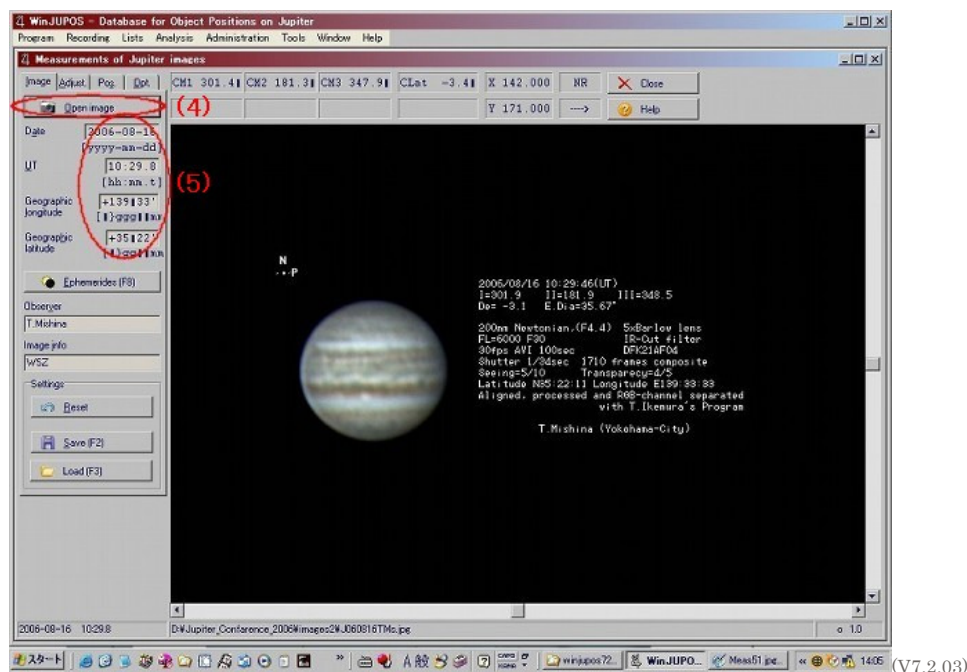 WinJUPOS - Database for Object Positions on Jupiter
Program Recording Lists Analysis Administration Tools Window Help
Measurements of Jupiter images
Image Adjust. Pos. Opt.
CM1 301.4 CM2 181.3 CM3 347.9 CLat -3.4 X 142.000 NR Close
Open image (4)
Y 171.000 ---> Help
Date 2006-08-16
[yyyy-mm-dd]
UT 10:29.8
[hh:mm.t]
(5)
Geographic longitude +139 33'
Geographic latitude +35 22'
Ephemerides (F8)
Observer
T.Mishina
Image info
WSZ
Settings
Reset
Save (F2)
Load (F3)
N
P
2006/08/16 10:29:46(UT)
I=301.9 II=181.9 III=348.5
De= -3.1 E.Dia=35.67"
200mm Newtonian.(F4.4) 5xBarlow lens
FL=6000 F30 IR-Cut filter
30fps AVI 100sec DFK21AF04
Shutter 1/34sec 1710 frames composite
Seeing=5/10 Transparecy=4/5
Latitude N35:22:11 Longitude E139:33:33
Aligned, processed and RGB-channel separated
with T.Ikemura's Program
T.Mishina (Yokohama-City)
2006-08-16 10:29.8 D:¥Jupiter_Confarence_2006¥images2¥J060816TMs.jpg 1.0
スタート A 般 winjupos72... WinJUPO... Meas51.jpe... 14:05
(V7.2.03)